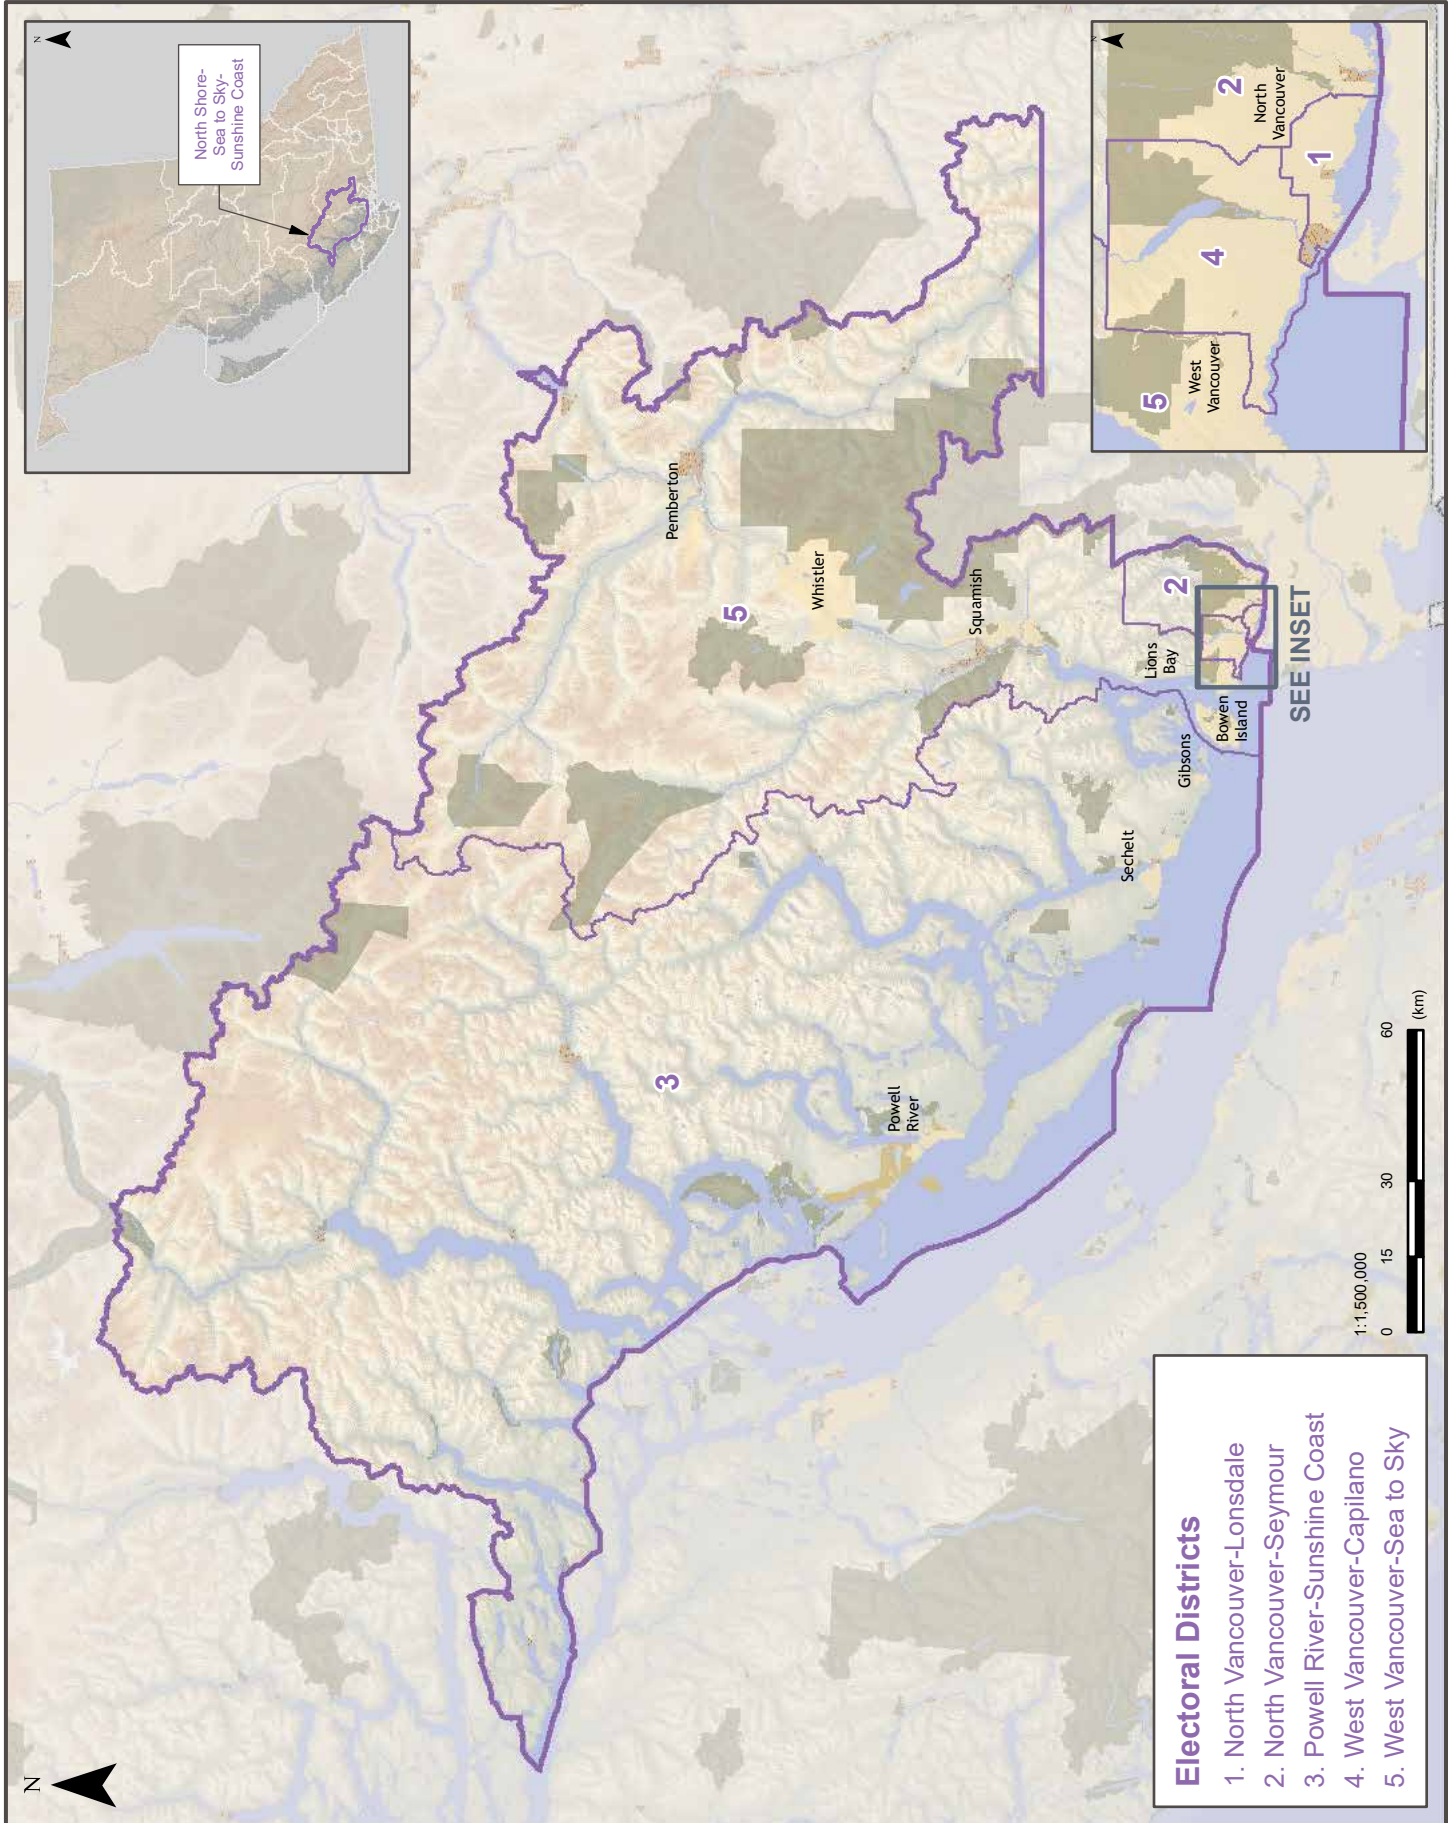 N
N
North Shore-
Sea to Sky-
Sunshine Coast
Pemberton
5
Whistler
Squamish
3
Powell
River
Sechelt
Gibsons
Lions
Bay
Bowen
Island
2
SEE INSET
N
5
West
Vancouver
4
2
North
Vancouver
1
Electoral Districts
1. North Vancouver-Lonsdale
2. North Vancouver-Seymour
3. Powell River-Sunshine Coast
4. West Vancouver-Capilano
5. West Vancouver-Sea to Sky
1:1,500,000
0 15 30 60
(km)